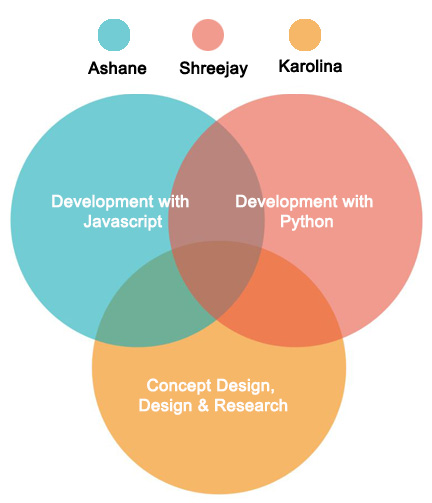 Ashane Shreejay Karolina
Development with
Javascript
Development with
Python
Concept Design,
Design & Research